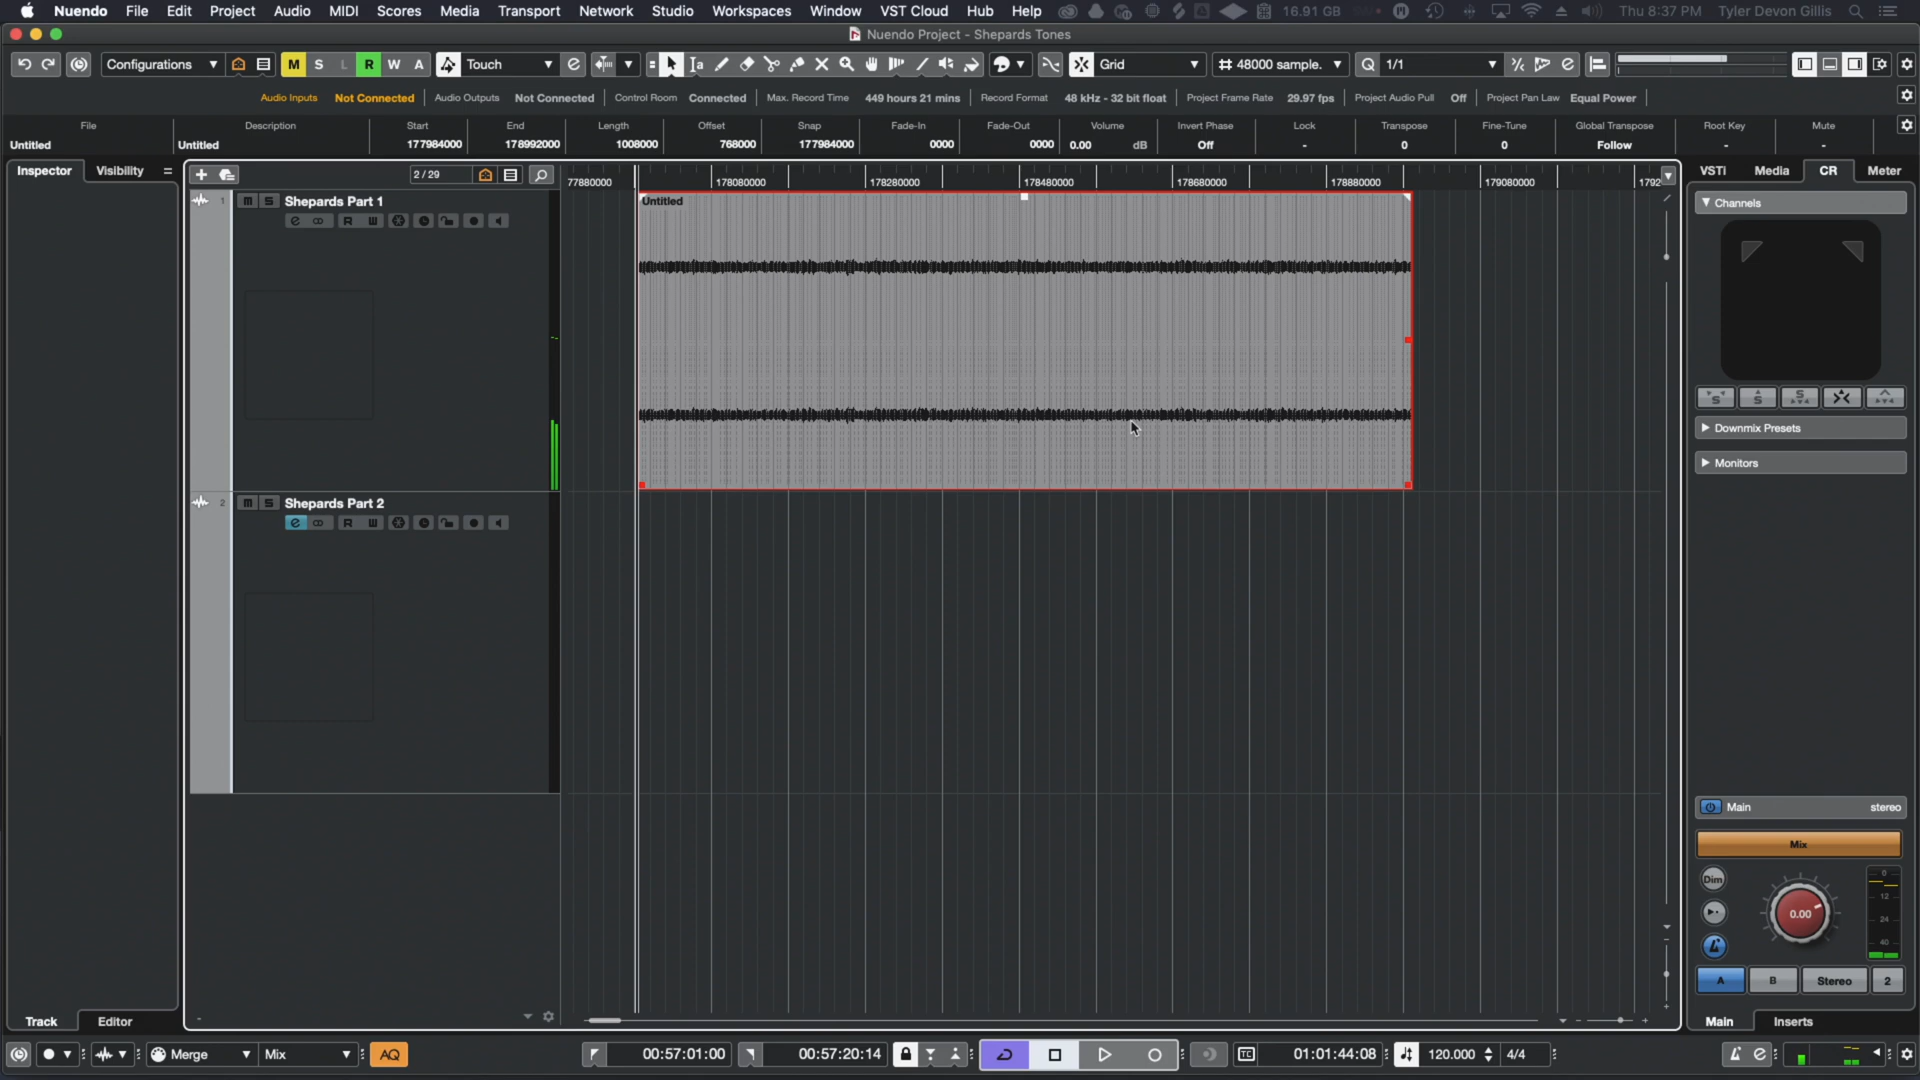 Nuendo File Edit Project Audio MIDI Scores Media Transport Network Studio Workspaces Window VST Cloud Hub Help 16.91 GB Thu 8:37 PM Tyler Devon Gillis
Nuendo Project - Shepards Tones
Configurations M S L R W A Touch Grid 48000 sample. Q 1/1
Audio Inputs Not Connected Audio Outputs Not Connected Control Room Connected Max. Record Time 449 hours 21 mins Record Format 48 kHz - 32 bit float Project Frame Rate 29.97 fps Project Audio Pull Off Project Pan Law Equal Power
File Description Start End Length Offset Snap Fade-In Fade-Out Volume Invert Phase Lock Transpose Fine-Tune Global Transpose Root Key Mute
Untitled Untitled 177984000 178992000 1008000 768000 177984000 0000 0000 0.00 dB Off - 0 0 Follow - -
Inspector Visibility 2 / 29 VSTi Media CR Meter
77880000 178080000 178280000 178480000 178680000 178880000 179080000 1792
1 m S Shepards Part 1 Untitled Channels
R W
S S S
Downmix Presets
Monitors
2 m S Shepards Part 2
e R W
Main stereo
Mix
Dim 0
12
0.00 24
40
A B Stereo 2
Track Editor Main Inserts
Merge Mix AQ 00:57:01:00 00:57:20:14 TC 01:01:44:08 120.000 4/4